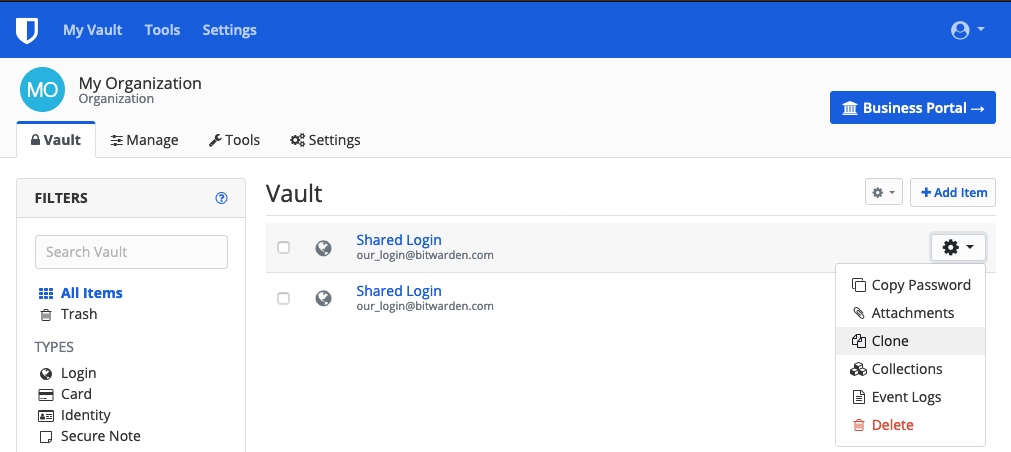 My Vault Tools Settings
MO
My Organization
Organization
Business Portal →
Vault Manage Tools Settings
FILTERS
Vault
+ Add Item
Search Vault
Shared Login
our_login@bitwarden.com
All Items
Trash
Shared Login
our_login@bitwarden.com
Copy Password
Attachments
Clone
Collections
Event Logs
Delete
TYPES
Login
Card
Identity
Secure Note